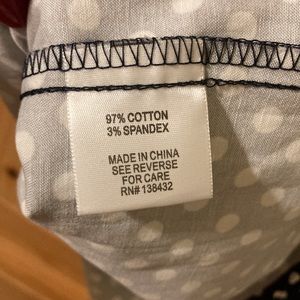 97% COTTON
3% SPANDEX
MADE IN CHINA
SEE REVERSE
FOR CARE
RN# 138432